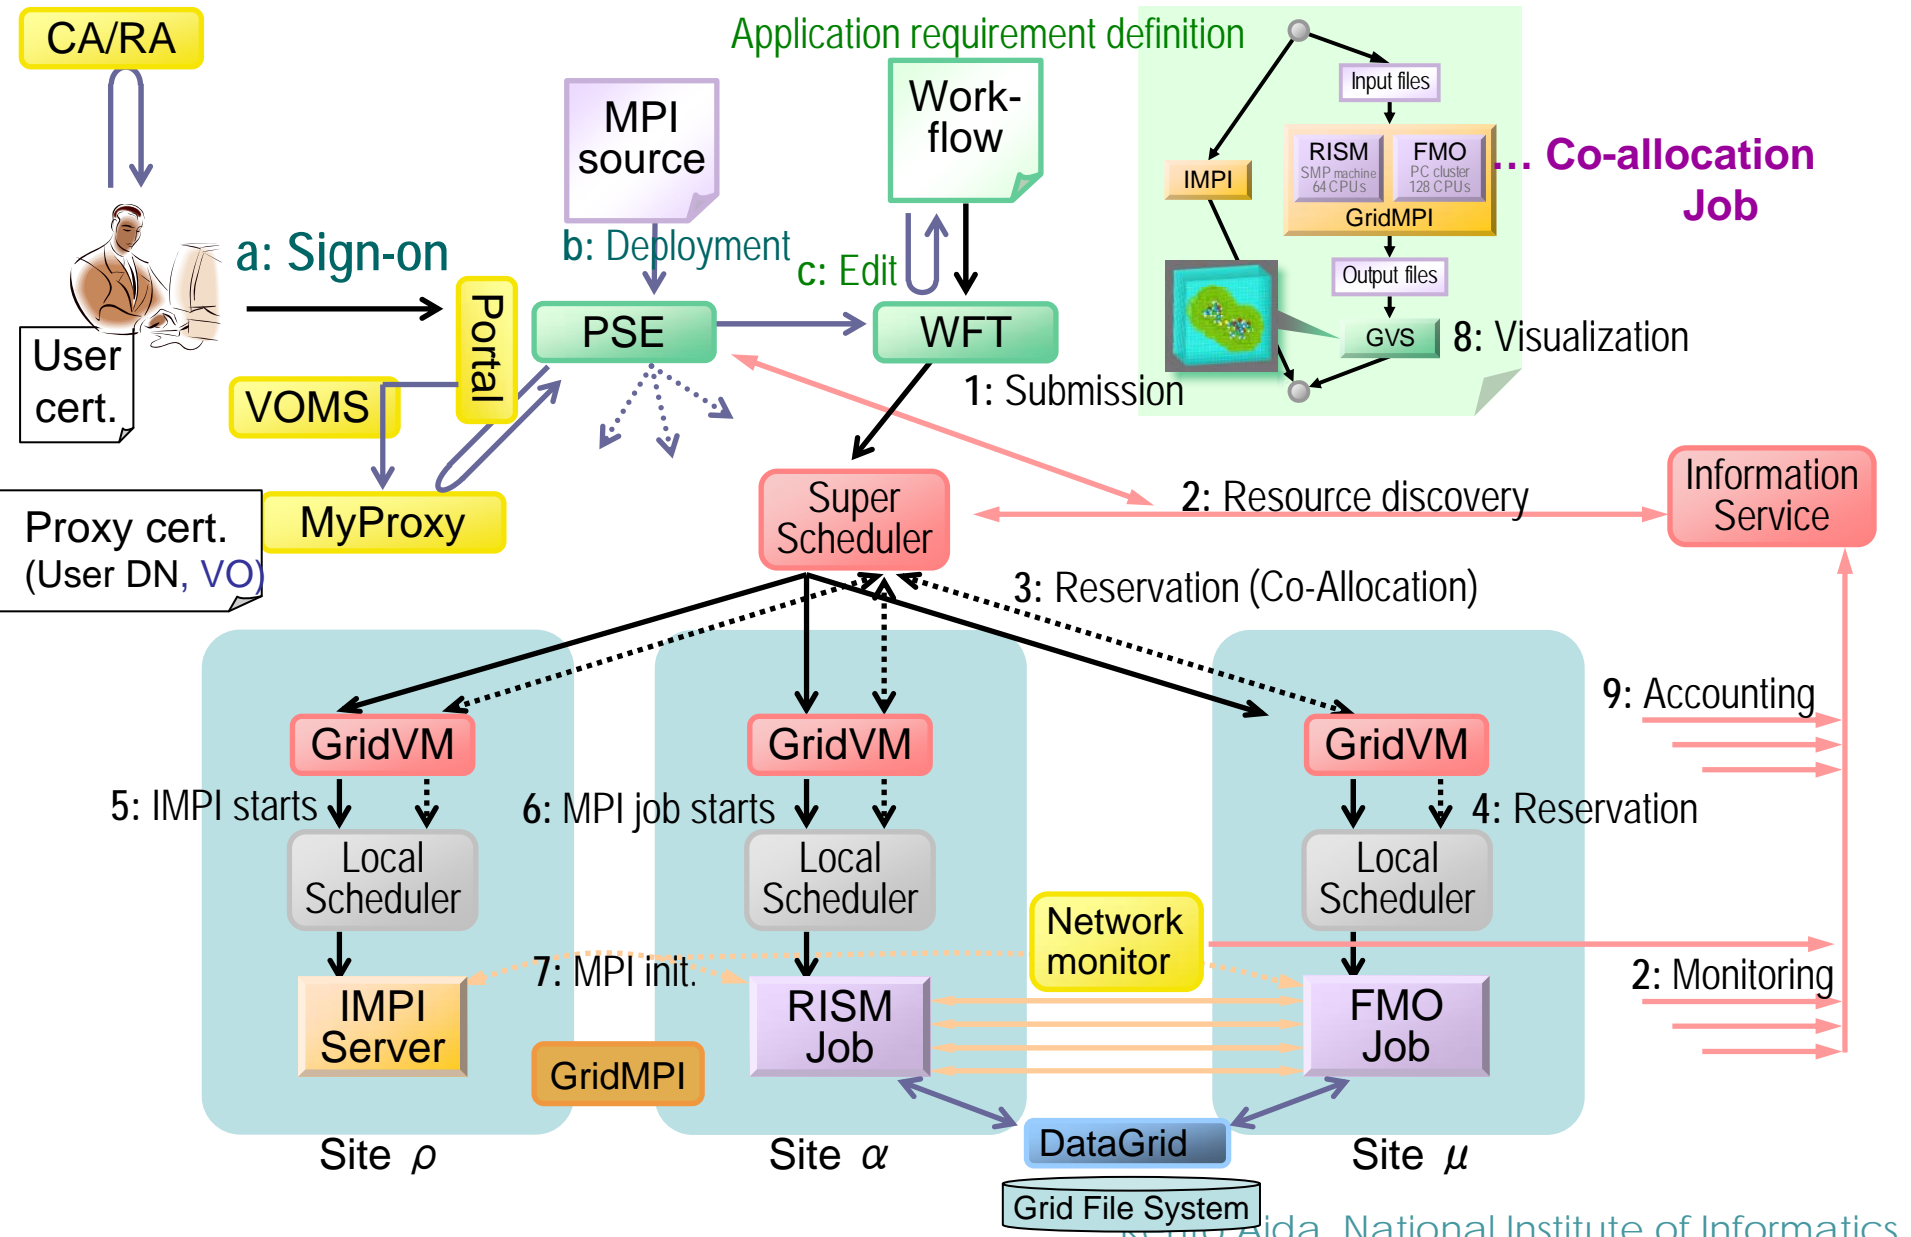 CA/RA
Application requirement definition
MPI
source
Work-
flow
Input files
RISM
SMP machine
64 CPUs
FMO
PC cluster
128 CPUs
IMPI
GridMPI
... Co-allocation
Job
Output files
GVS
8: Visualization
a: Sign-on
b: Deployment
c: Edit
Portal
PSE
WFT
User
cert.
VOMS
1: Submission
MyProxy
Proxy cert.
(User DN, VO)
Super
Scheduler
2: Resource discovery
Information
Service
3: Reservation (Co-Allocation)
9: Accounting
GridVM
GridVM
GridVM
5: IMPI starts
6: MPI job starts
4: Reservation
Local
Scheduler
Local
Scheduler
Local
Scheduler
Network
monitor
7: MPI init.
2: Monitoring
IMPI
Server
RISM
Job
FMO
Job
GridMPI
DataGrid
Site ρ
Site α
Site μ
Grid File System
Aida, National Institute of Informatics